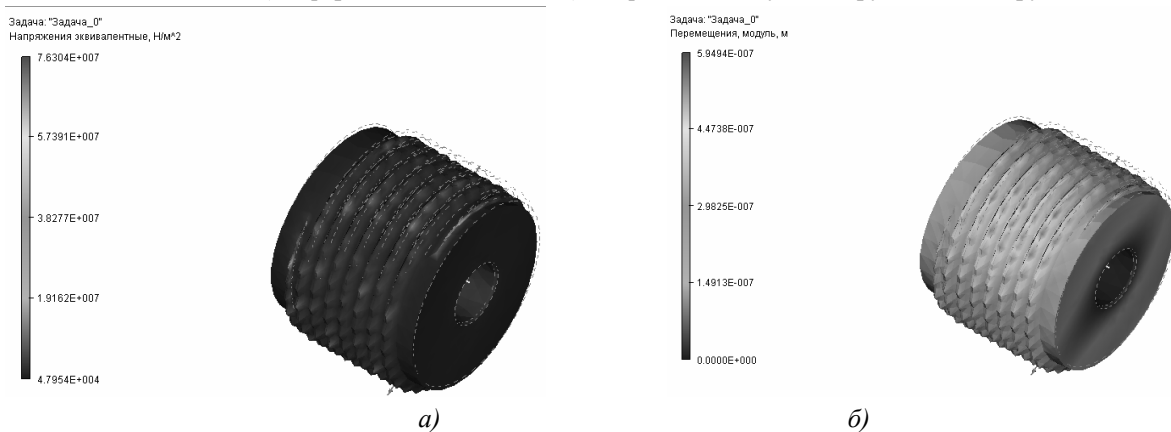 Задача: "Задача_0"
Напряжения эквивалентные, Н/м^2
7.6304E+007
5.7391E+007
3.8277E+007
1.9162E+007
4.7954E+004
а)
Задача: "Задача_0"
Перемещения, модуль, м
5.9494E-007
4.4738E-007
2.9825E-007
1.4913E-007
0.0000E+000
б)